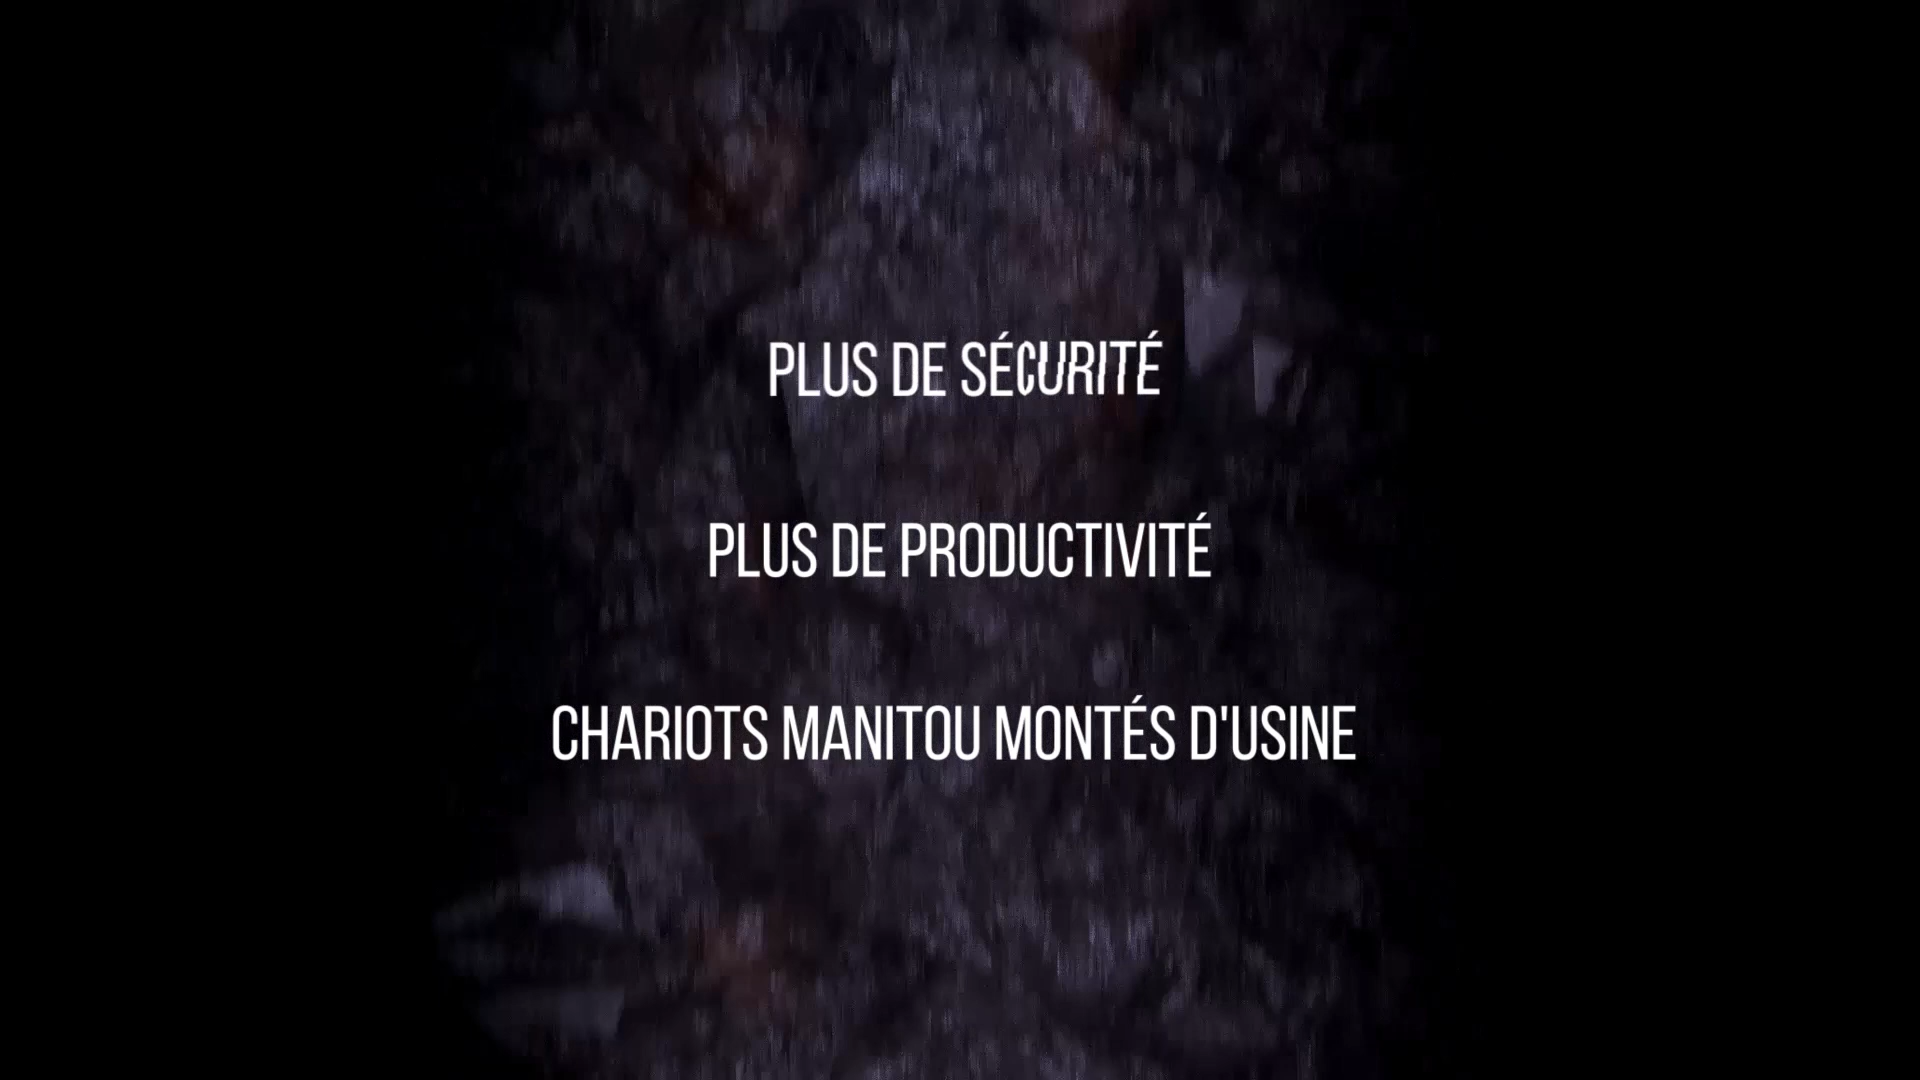 PLUS DE SÉCURITÉ
PLUS DE PRODUCTIVITÉ
CHARIOTS MANITOU MONTÉS D'USINE